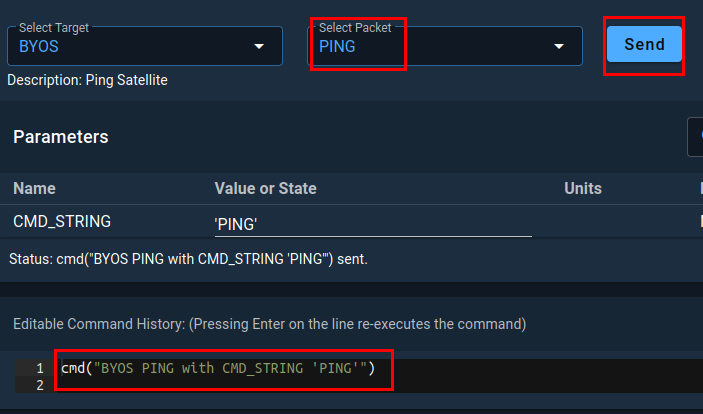 Select Target
BYOS
Select Packet
PING
Send
Description: Ping Satellite
Parameters
Name Value or State Units
CMD_STRING 'PING'
Status: cmd("BYOS PING with CMD_STRING 'PING'") sent.
Editable Command History: (Pressing Enter on the line re-executes the command)
1 cmd("BYOS PING with CMD_STRING 'PING'")
2